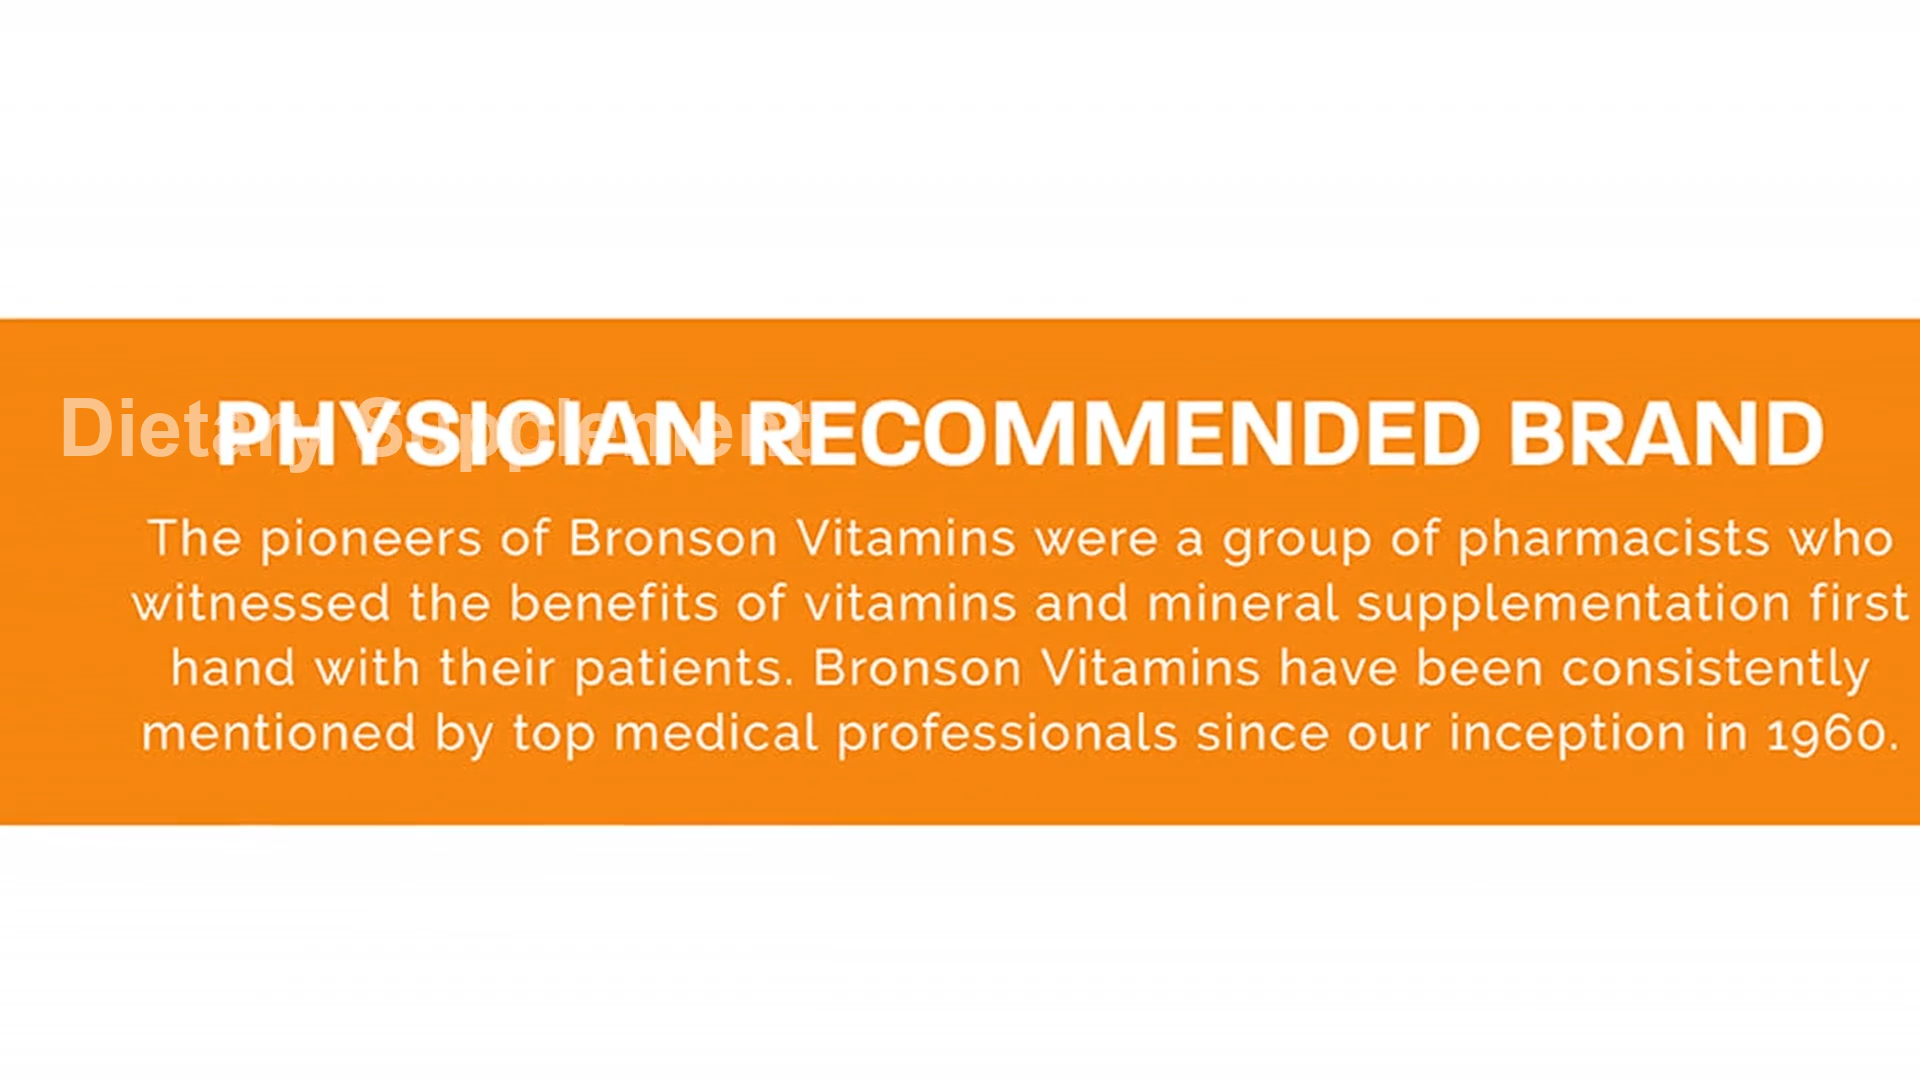 Dietary Supplement
PHYSICIAN RECOMMENDED BRAND
The pioneers of Bronson Vitamins were a group of pharmacists who
witnessed the benefits of vitamins and mineral supplementation first
hand with their patients. Bronson Vitamins have been consistently
mentioned by top medical professionals since our inception in 1960.